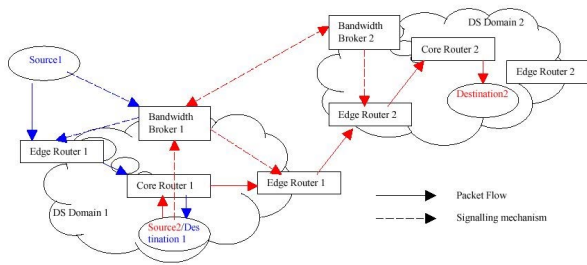 Bandwidth
Broker 2
DS Domain 2
Core Router 2
Source1
Edge Router 2
Destination2
Bandwidth
Broker 1
Edge Router 2
Edge Router 1
Core Router 1
Edge Router 1
Packet Flow
DS Domain 1
Source2/Des
tination 1
Signalling mechanism